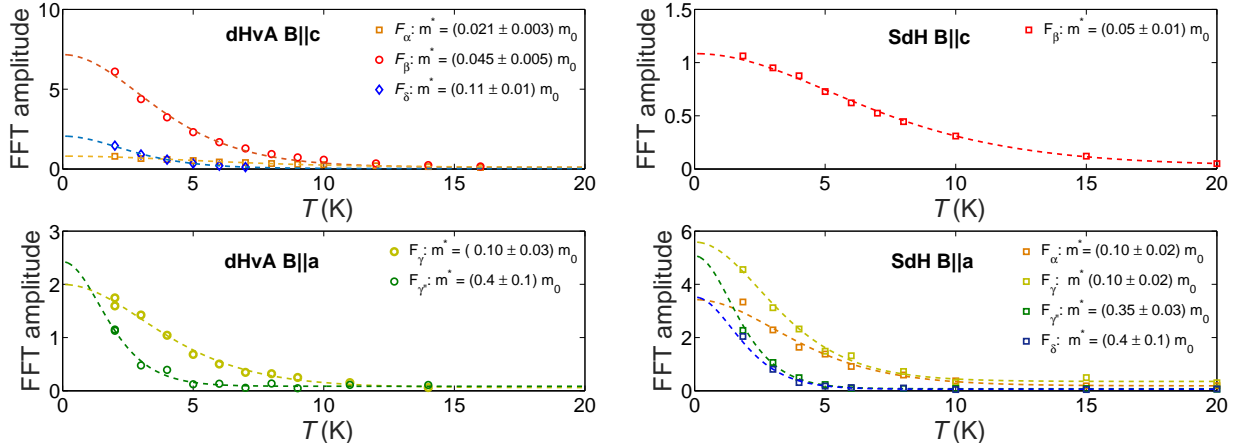 dHvA B||c
F_α: m* = (0.021 ± 0.003) m_0
F_β: m* = (0.045 ± 0.005) m_0
F_δ: m* = (0.11 ± 0.01) m_0
FFT amplitude
10
5
0
0 5 10 15 20
T (K)
SdH B||c
F_β: m* = (0.05 ± 0.01) m_0
FFT amplitude
1.5
1
0.5
0
0 5 10 15 20
T (K)
dHvA B||a
F_γ: m* = ( 0.10 ± 0.03) m_0
F_γ*: m* = (0.4 ± 0.1) m_0
FFT amplitude
3
2
1
0
0 5 10 15 20
T (K)
SdH B||a
F_α: m* = (0.10 ± 0.02) m_0
F_γ: m* (0.10 ± 0.02) m_0
F_γ*: m* = (0.35 ± 0.03) m_0
F_δ: m* = (0.4 ± 0.1) m_0
FFT amplitude
6
4
2
0
0 5 10 15 20
T (K)